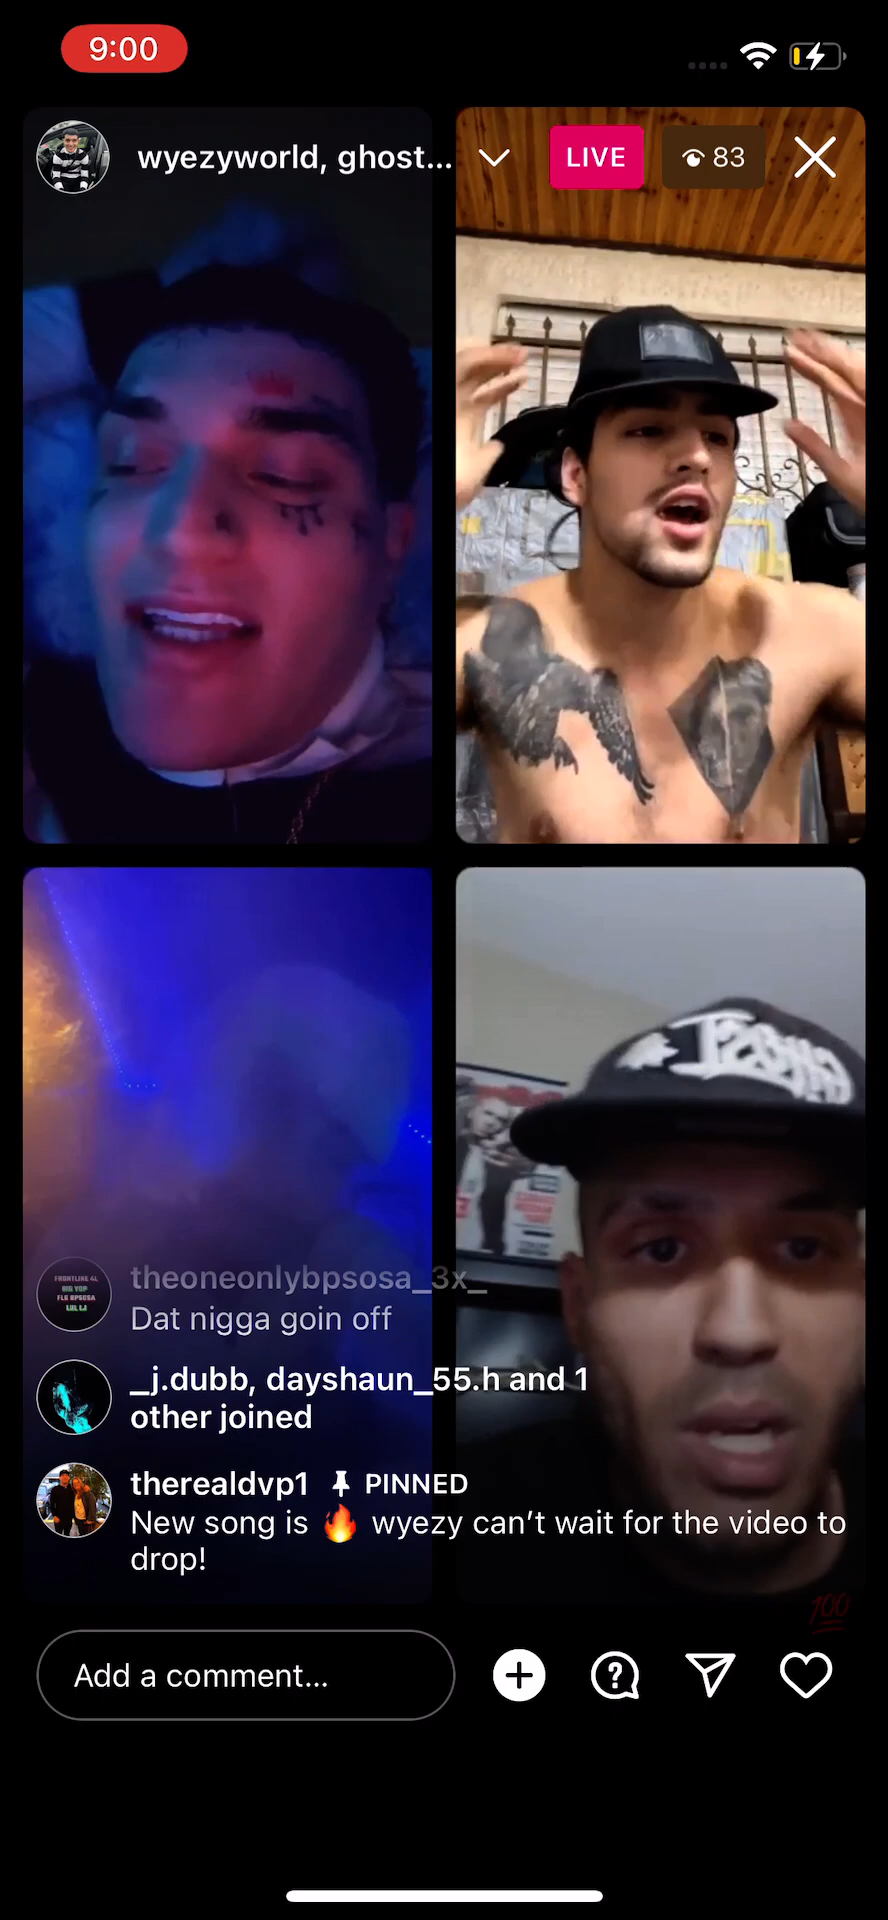 9:00
wyezyworld, ghost...
LIVE
83
theoneonlybpsosa_3x_
Dat nigga goin off
_j.dubb, dayshaun_55.h and 1
other joined
therealdvp1 PINNED
New song is 🔥 wyezy can't wait for the video to
drop!
100
Add a comment...